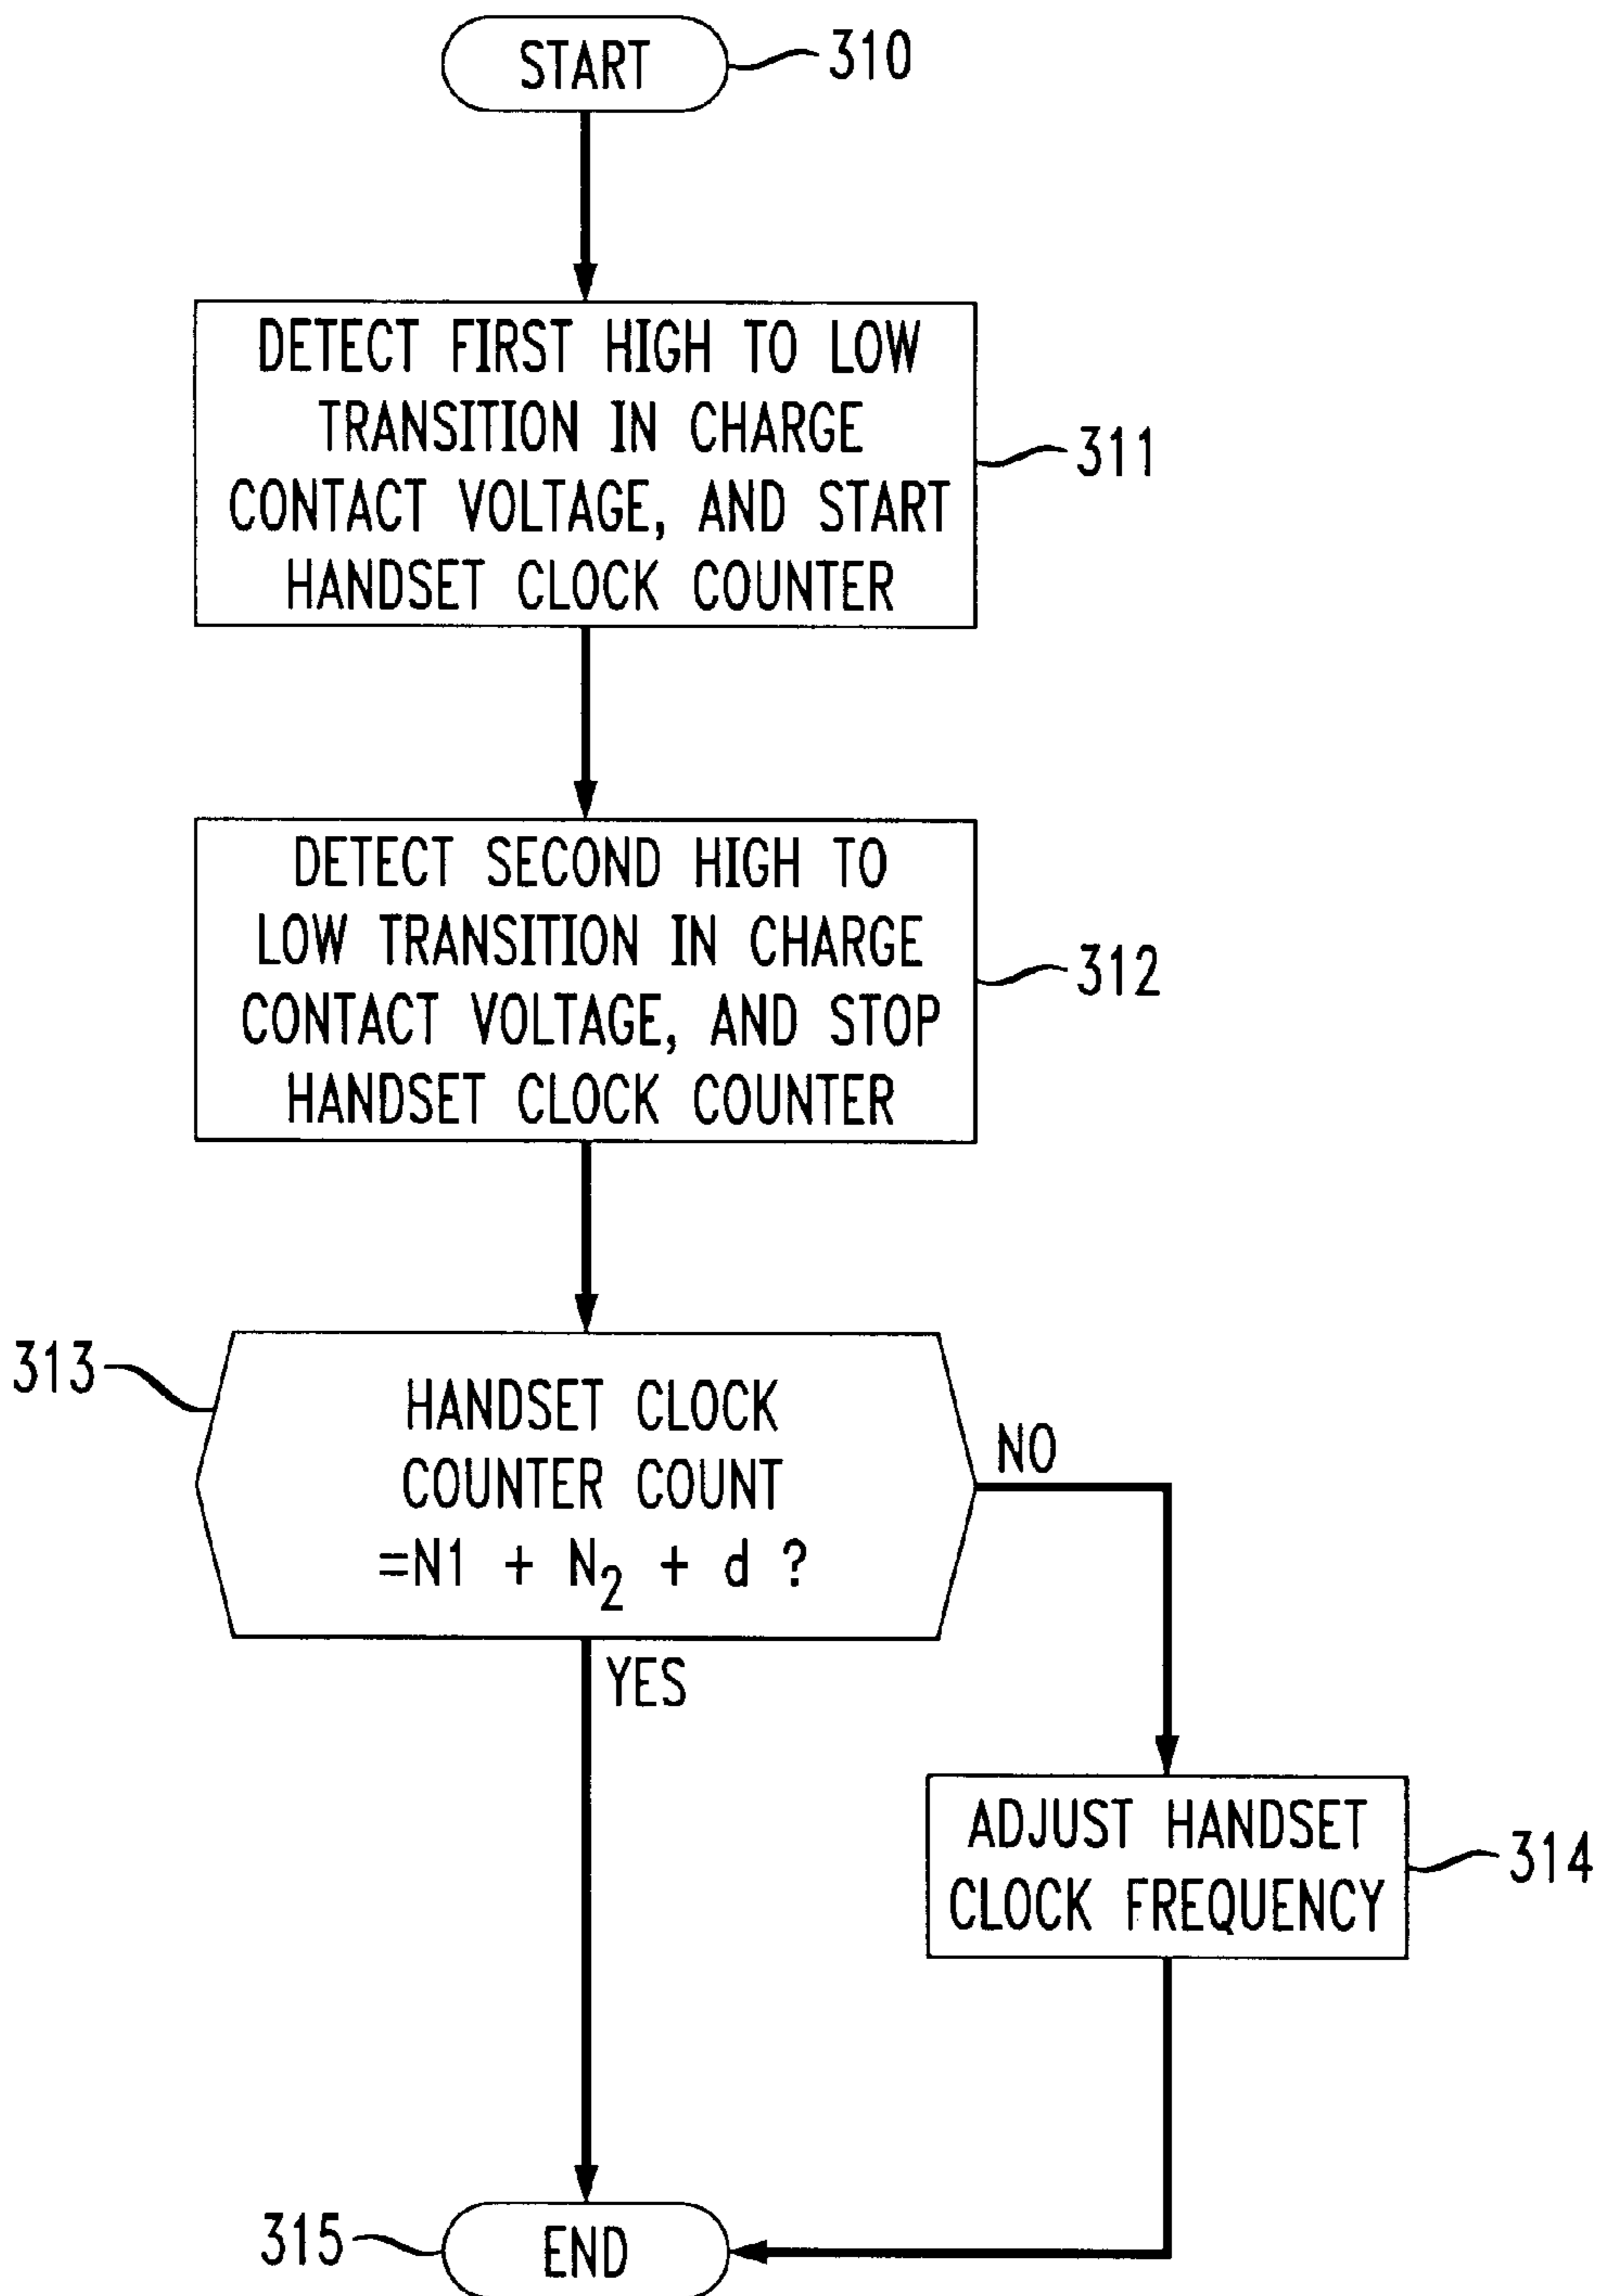 START
310
DETECT FIRST HIGH TO LOW
TRANSITION IN CHARGE
CONTACT VOLTAGE, AND START
HANDSET CLOCK COUNTER
311
DETECT SECOND HIGH TO
LOW TRANSITION IN CHARGE
CONTACT VOLTAGE, AND STOP
HANDSET CLOCK COUNTER
312
313
HANDSET CLOCK
COUNTER COUNT
=N1 + N₂ + d ?
NO
YES
ADJUST HANDSET
CLOCK FREQUENCY
314
315
END